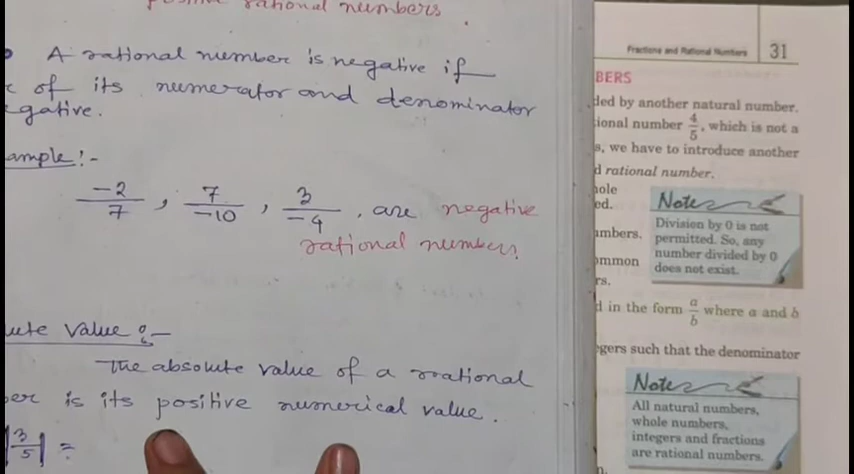 positive rational numbers.
A rational number is negative if
of its numerator and denominator
gative.
ample :-
-2/7, 7/-10, 3/-4, are negative
rational numbers.
ute Value :-
The absolute value of a rational
ber is its positive numerical value.
|3/5| =
Fractions and Rational Numbers 31
BERS
ded by another natural number.
ional number 4/5, which is not a
s, we have to introduce another
d rational number.
hole
ed.
umbers.
ommon
rs.
Note
Division by 0 is not
permitted. So, any
number divided by 0
does not exist.
d in the form a/b where a and b
egers such that the denominator
Note
All natural numbers,
whole numbers,
integers and fractions
are rational numbers.
n.